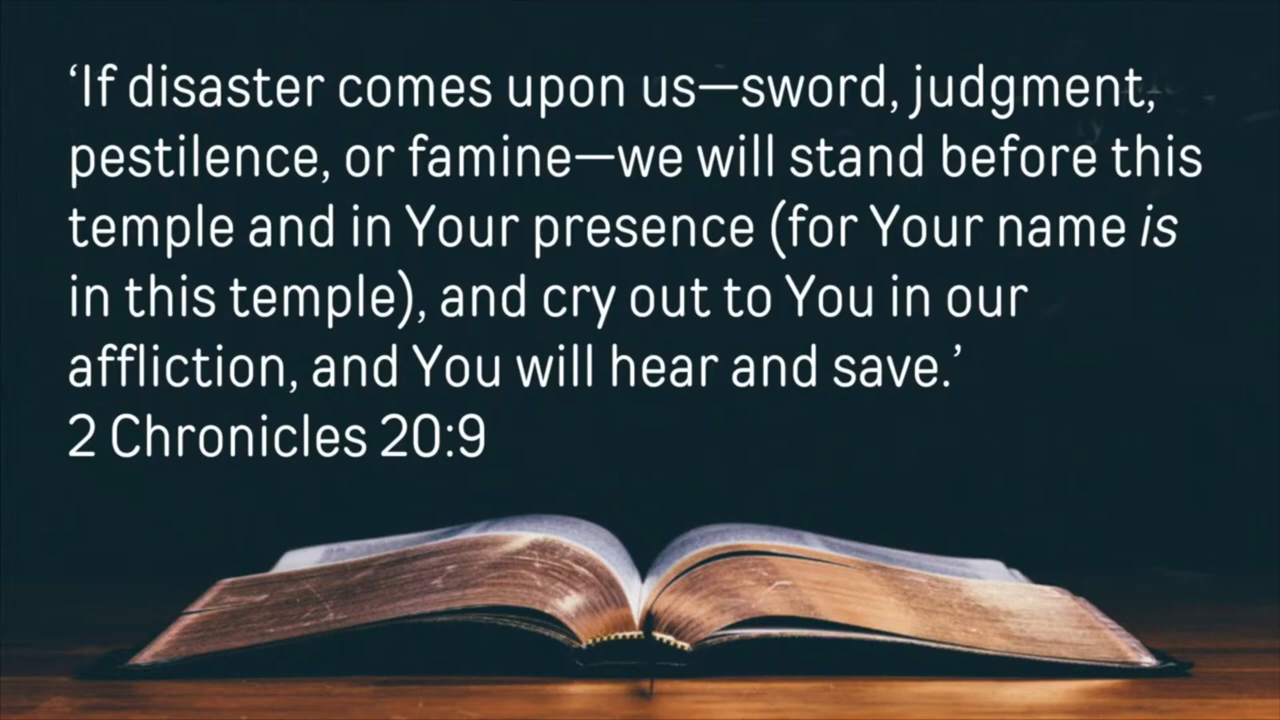 ‘If disaster comes upon us—sword, judgment,
pestilence, or famine—we will stand before this
temple and in Your presence (for Your name is
in this temple), and cry out to You in our
affliction, and You will hear and save.’
2 Chronicles 20:9